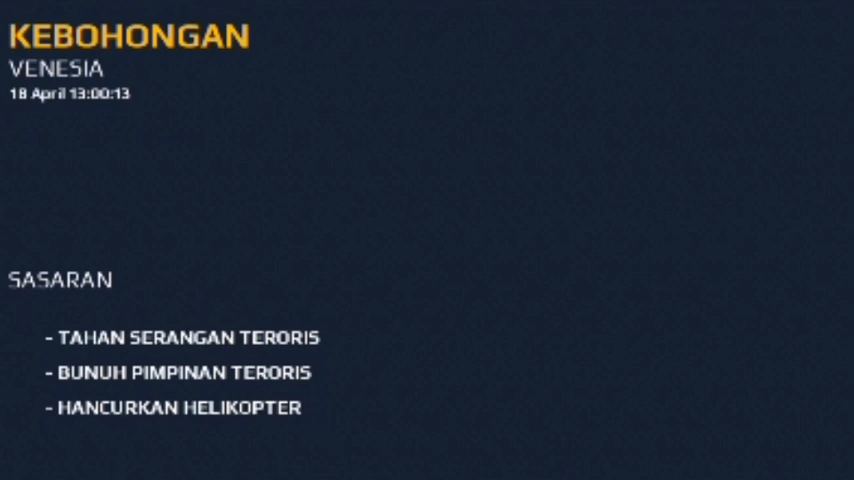 KEBOHONGAN
VENESIA
18 April 13:00:13
SASARAN
- TAHAN SERANGAN TERORIS
- BUNUH PIMPINAN TERORIS
- HANCURKAN HELIKOPTER